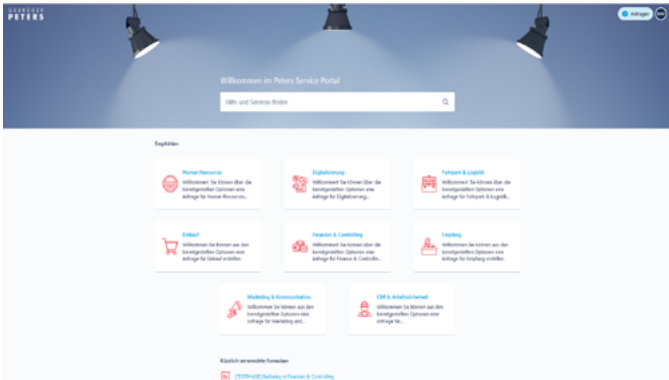 GEBRÜDER
PETERS
Anfragen
Willkommen im Peters Service Portal
Hilfe und Services finden
Empfohlen
Human Resources
Willkommen! Sie können über die
bereitgestellten Optionen eine
Anfrage für Human Resources...
Digitalisierung
Willkommen! Sie können über die
bereitgestellten Optionen eine
Anfrage für Digitalisierung...
Fuhrpark & Logistik
Willkommen! Sie können über die
bereitgestellten Optionen eine
Anfrage für Fuhrpark & Logistik...
Einkauf
Willkommen! Sie können aus den
bereitgestellten Optionen eine
Anfrage für Einkauf erstellen.
Finanzen & Controlling
Willkommen! Sie können über die
bereitgestellten Optionen eine
Anfrage für Finanzen & Controllin...
Empfang
Willkommen! Sie können aus den
bereitgestellten Optionen eine
Anfrage für Empfang erstellen.
Marketing & Kommunikation
Willkommen! Sie können aus den
bereitgestellten Optionen eine
Anfrage für Marketing und...
QM & Arbeitssicherheit
Willkommen! Sie können aus den
bereitgestellten Optionen eine
Anfrage für...
Kürzlich verwendete Formulare
in Finanzen & Controlling